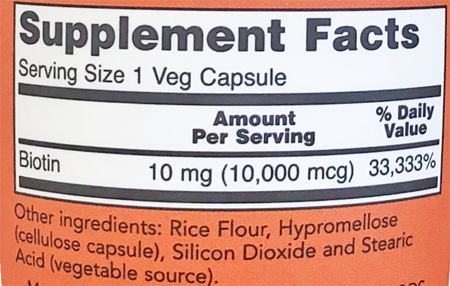 Supplement Facts
Serving Size 1 Veg Capsule
Amount
Per Serving
% Daily
Value
Biotin 10 mg (10,000 mcg) 33,333%
Other ingredients: Rice Flour, Hypromellose
(cellulose capsule), Silicon Dioxide and Stearic
Acid (vegetable source).